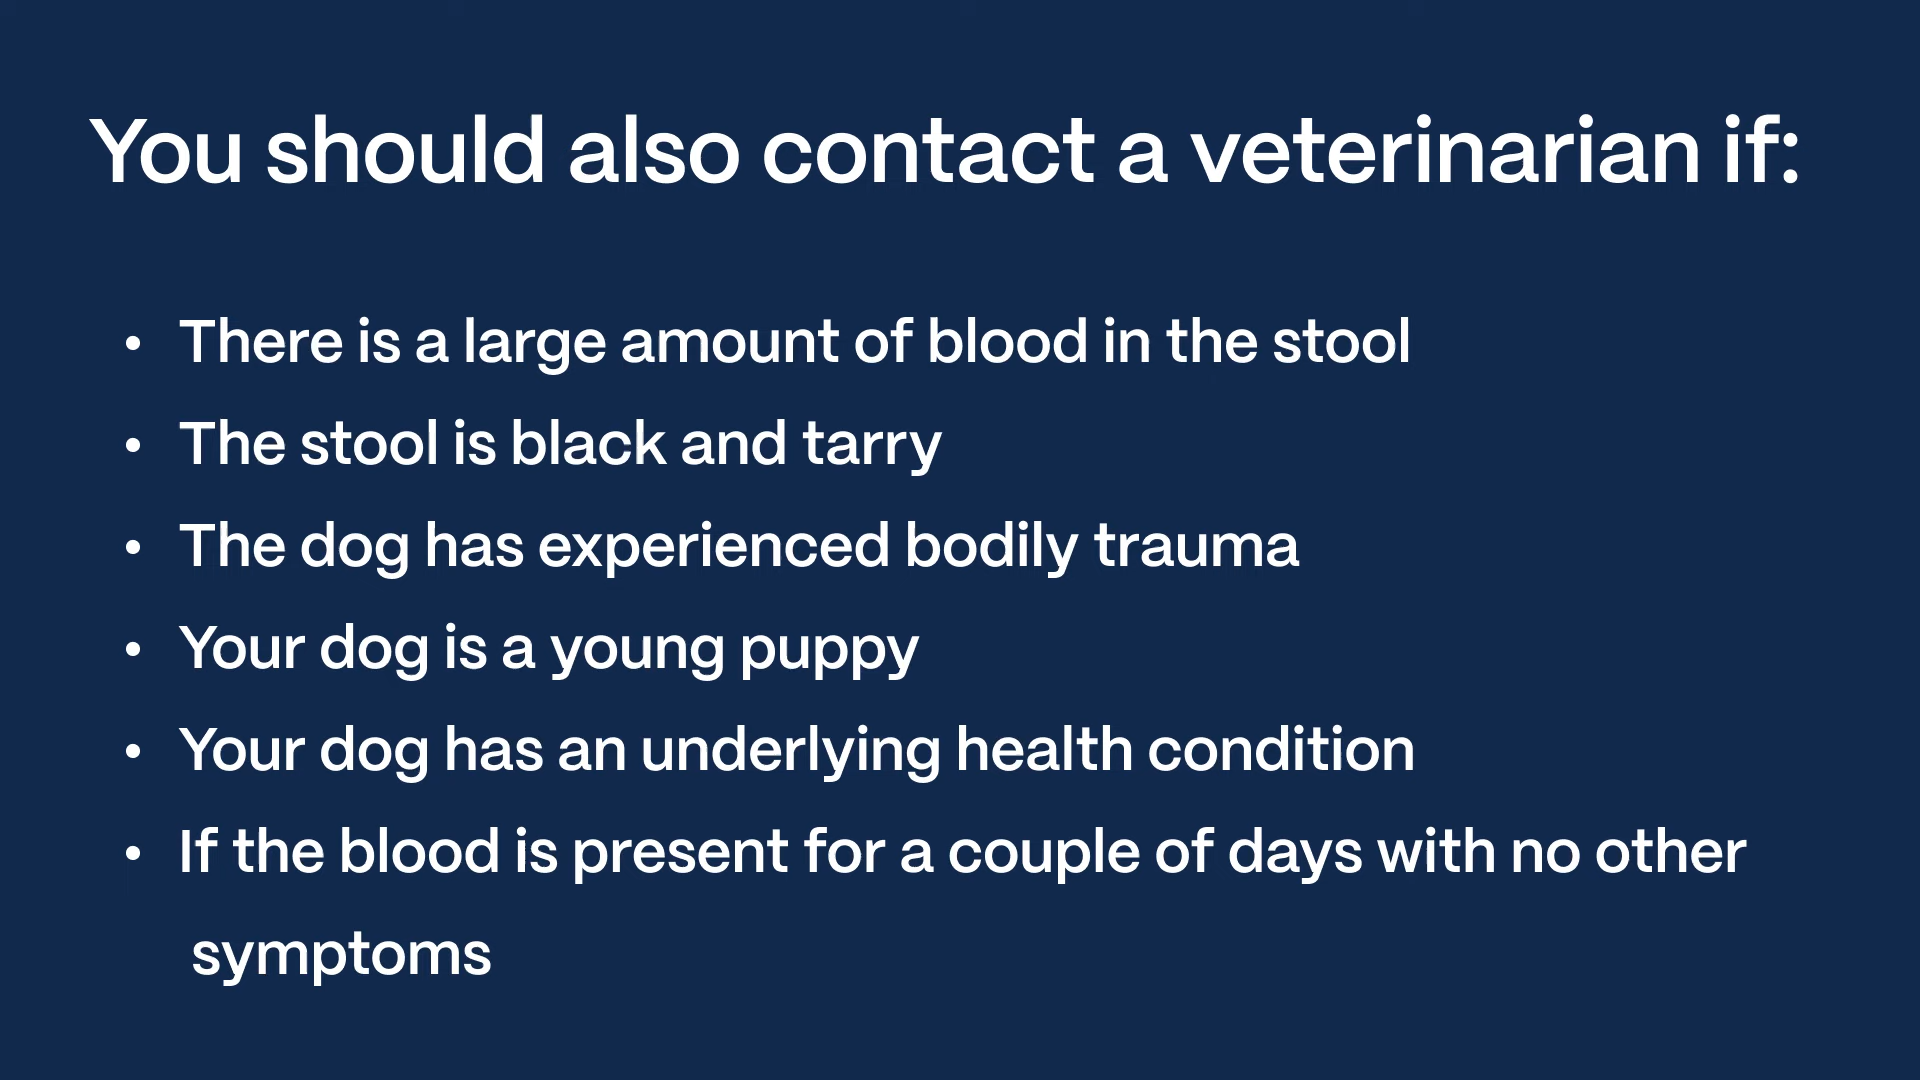 You should also contact a veterinarian if:
• There is a large amount of blood in the stool
• The stool is black and tarry
• The dog has experienced bodily trauma
• Your dog is a young puppy
• Your dog has an underlying health condition
• If the blood is present for a couple of days with no other
symptoms